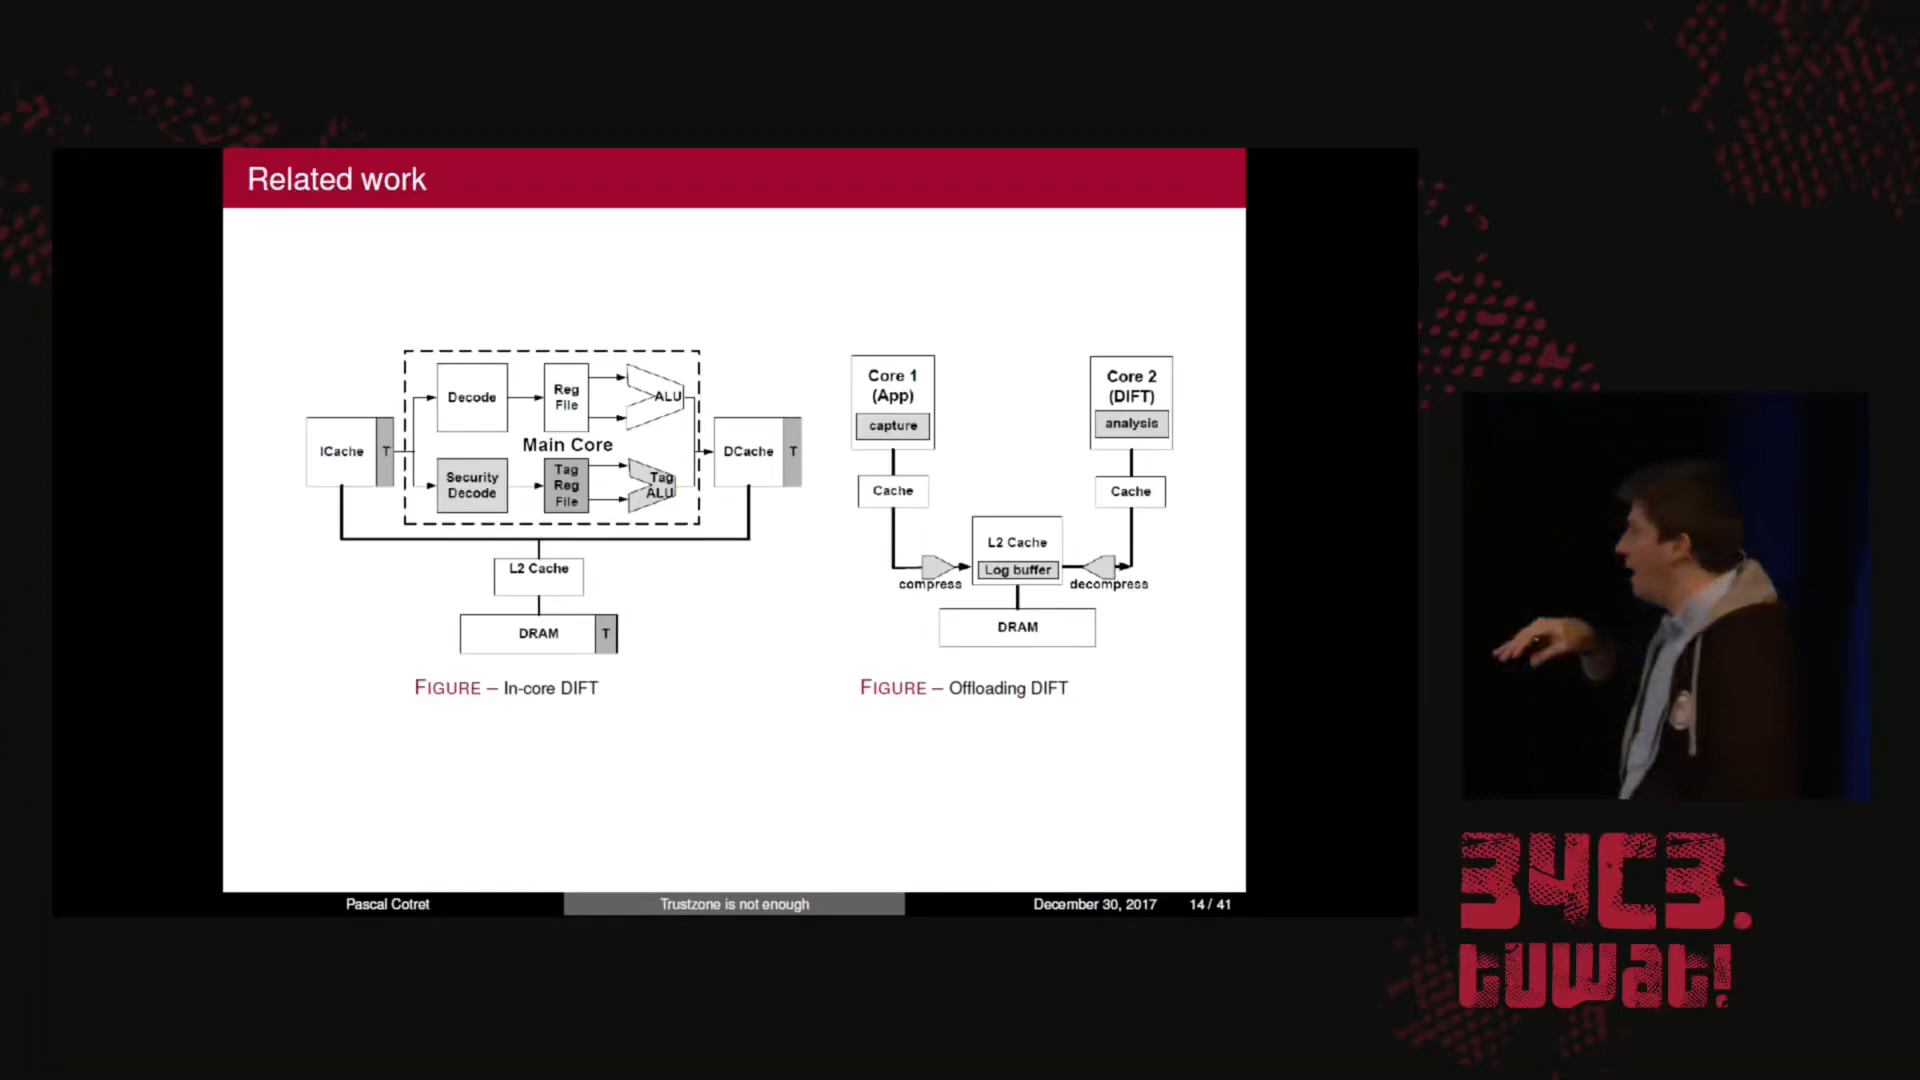 Related work
Decode
Reg
File
ALU
ICache
T
Main Core
DCache
T
Security
Decode
Tag
Reg
File
Tag
ALU
L2 Cache
DRAM
T
FIGURE – In-core DIFT
Core 1
(App)
capture
Core 2
(DIFT)
analysis
Cache
Cache
L2 Cache
Log buffer
compress
decompress
DRAM
FIGURE – Offloading DIFT
Pascal Cotret
Trustzone is not enough
December 30, 2017
14 / 41
34C3.
tuwat!